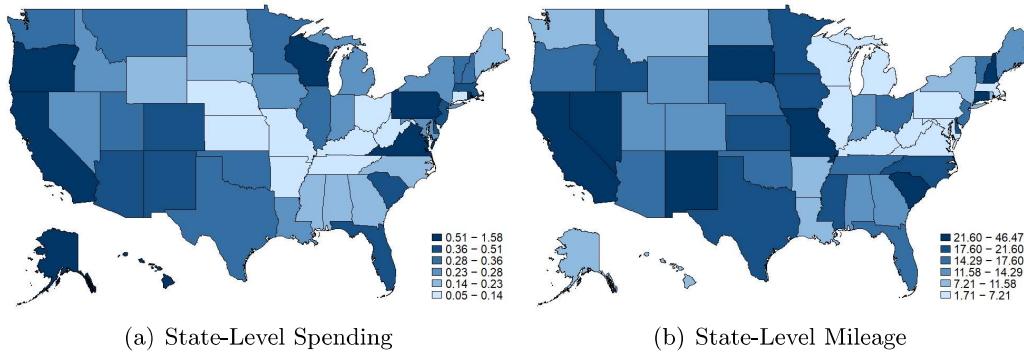 0.51 − 1.58
0.36 − 0.51
0.28 − 0.36
0.23 − 0.28
0.14 − 0.23
0.05 − 0.14
21.60 − 46.47
17.60 − 21.60
14.29 − 17.60
11.58 − 14.29
7.21 − 11.58
1.71 − 7.21
(a) State-Level Spending
(b) State-Level Mileage